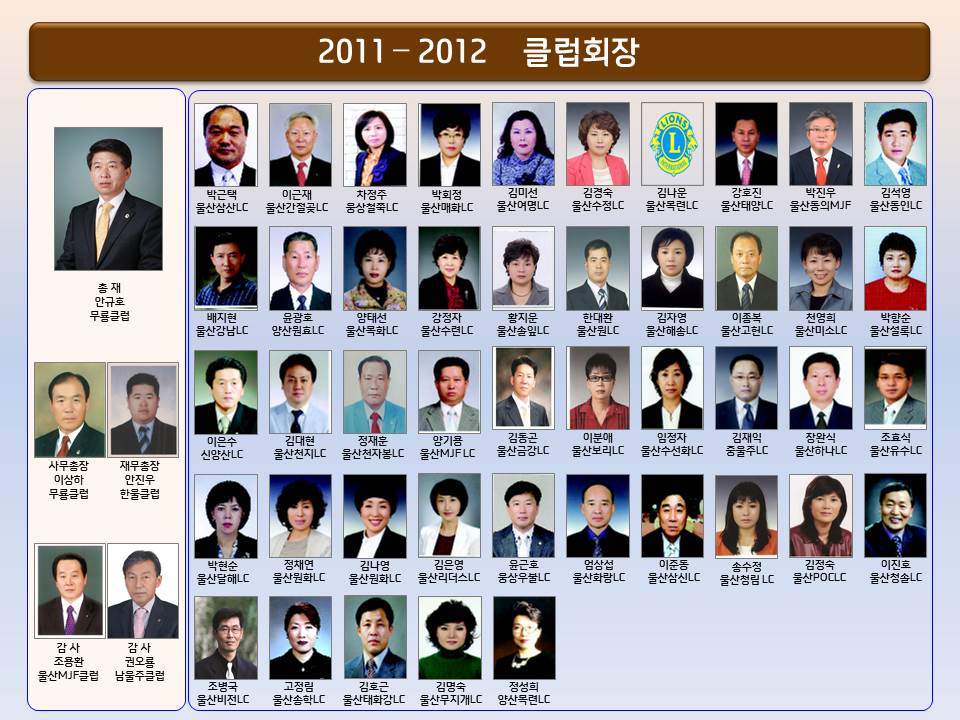 2011 – 2012 클럽회장
총 재
안규호
무룡클럽
사무총장
이상하
무룡클럽
재무총장
안진우
한울클럽
감 사
조용환
울산MJF클럽
감 사
권오룡
남울주클럽
박근택
울산삼산LC
이근재
울산간절곶LC
차정주
웅상철쭉LC
박희정
울산매화LC
김미선
울산여명LC
김경숙
울산수정LC
LIONS
L
김나운
울산목련LC
강호진
울산태양LC
박진우
울산동의MJF
김석영
울산동인LC
배지현
울산강남LC
윤광호
양산원효LC
양태선
울산목화LC
강정자
울산수련LC
황지운
울산솔잎LC
한대환
울산원LC
김자영
울산해송LC
이종복
울산고헌LC
천영희
울산미소LC
박향순
울산설록LC
이은수
신양산LC
김대현
울산천지LC
정재훈
울산천자봉LC
양기용
울산MJF LC
김동곤
울산금강LC
이분애
울산보리LC
임정자
울산수선화LC
김재익
중울주LC
장완식
울산하나LC
조효식
울산유수LC
박현순
울산달해LC
정채연
울산원화LC
김나영
울산원화LC
김은영
울산리더스LC
윤근호
웅상우불LC
엄상섭
울산화랑LC
이준동
울산삼신LC
송수정
울산청림 LC
김정숙
울산POCLC
이진호
울산청솔LC
조병국
울산비전LC
고정림
울산송학LC
김호근
울산태화강LC
김명숙
울산무지개LC
정성희
양산목련LC